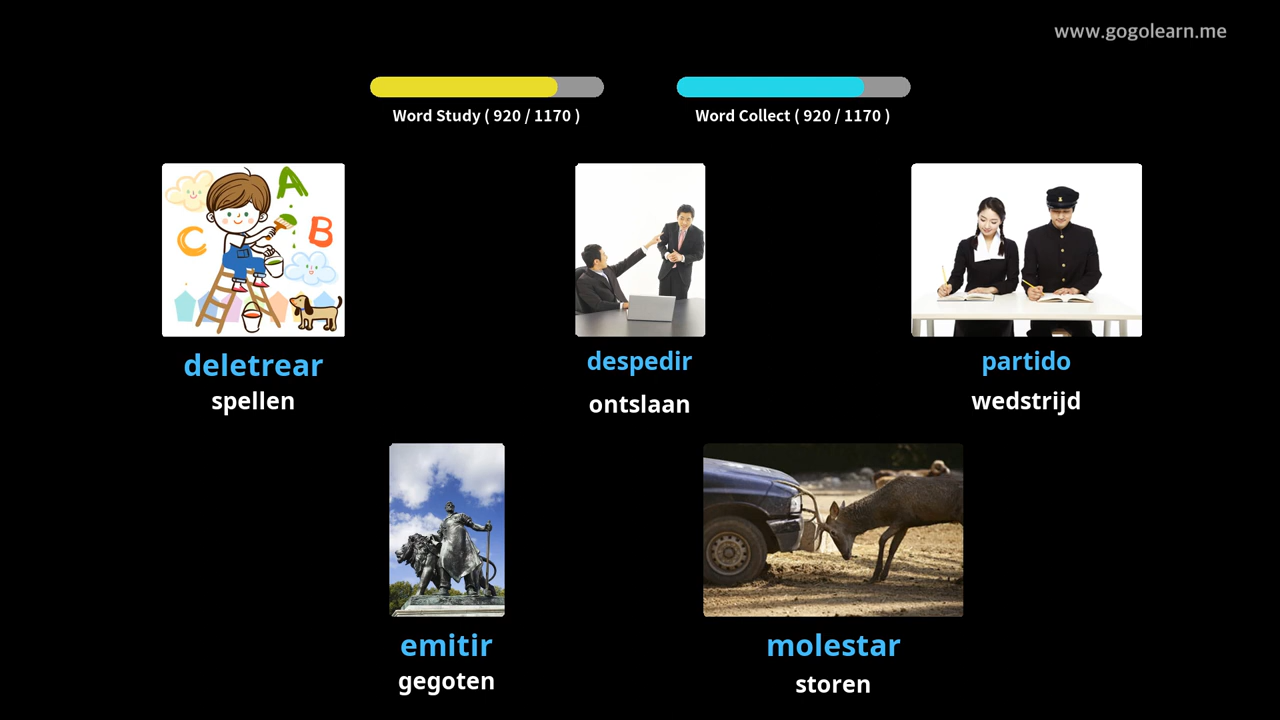 www.gogolearn.me
Word Study ( 920 / 1170 )
Word Collect ( 920 / 1170 )
A
B
C
deletrear
spellen
despedir
ontslaan
partido
wedstrijd
emitir
gegoten
molestar
storen